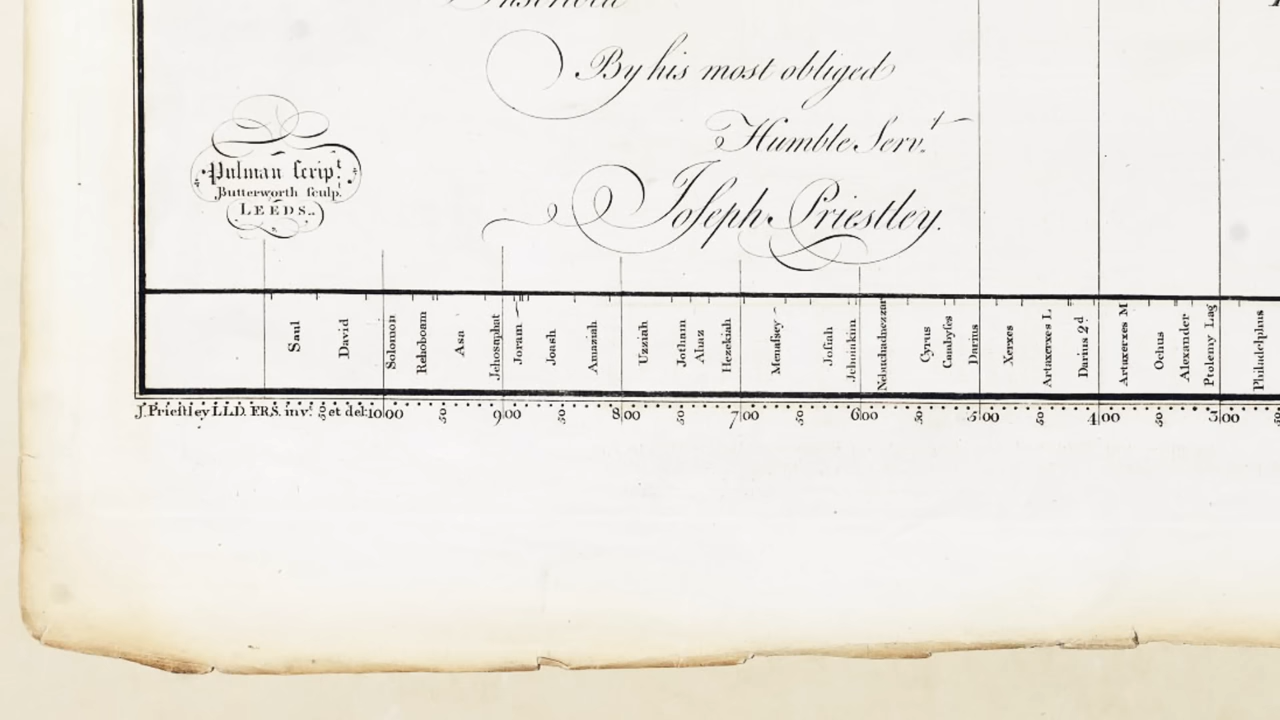 By his most obliged
Humble Serv.t
Joseph Priestley.
Pulman ſcrip.t
Butterworth ſculp.t
LEEDS..
Saul David Solomon Rehoboam Asa Jehosaphat Joram Joash Amaziah Uzziah Jotham Ahaz Hezekiah Menaſsey Joſiah Jehoiakim Nebuchadnezzar Cyrus Cambyſes Darius Xerxes Artaxerxes L Darius 2d Artaxerxes M Ochus Alexander Ptolemy Lag Philadelphus
J. Prieſtley LLD. FRS. inv.t et del.
1000 50 900 50 800 50 700 50 600 50 500 50 400 50 300 50